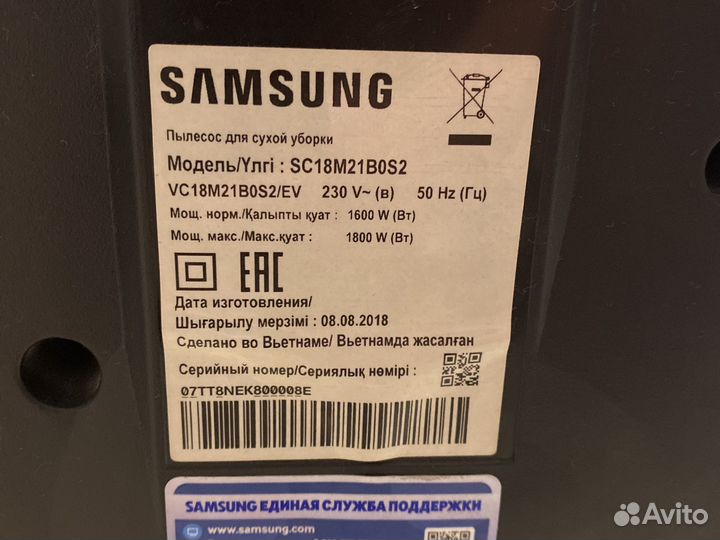 SAMSUNG
Пылесос для сухой уборки
Модель/Үлгі : SC18M21B0S2
VC18M21B0S2/EV 230 V~ (в) 50 Hz (Гц)
Мощ. норм./Қалыпты қуат : 1600 W (Вт)
Мощ. макс./Макс.қуат : 1800 W (Вт)
EAC
Дата изготовления/
Шығарылу мерзімі : 08.08.2018
Сделано во Вьетнаме/ Вьетнамда жасалған
Серийный номер/Сериялық нөмірі :
07TT8NEK800008E
SAMSUNG ЕДИНАЯ СЛУЖБА ПОДДЕРЖКИ
www.samsung.com
Avito